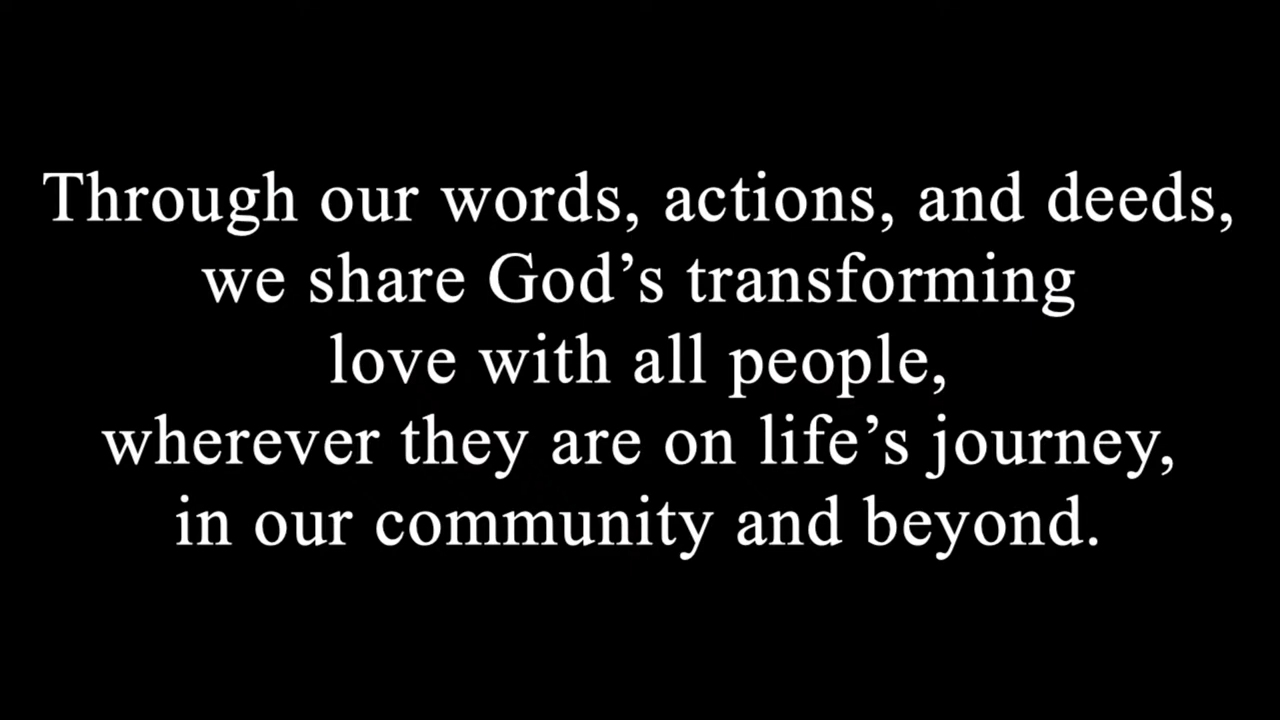 Through our words, actions, and deeds,
we share God’s transforming
love with all people,
wherever they are on life’s journey,
in our community and beyond.